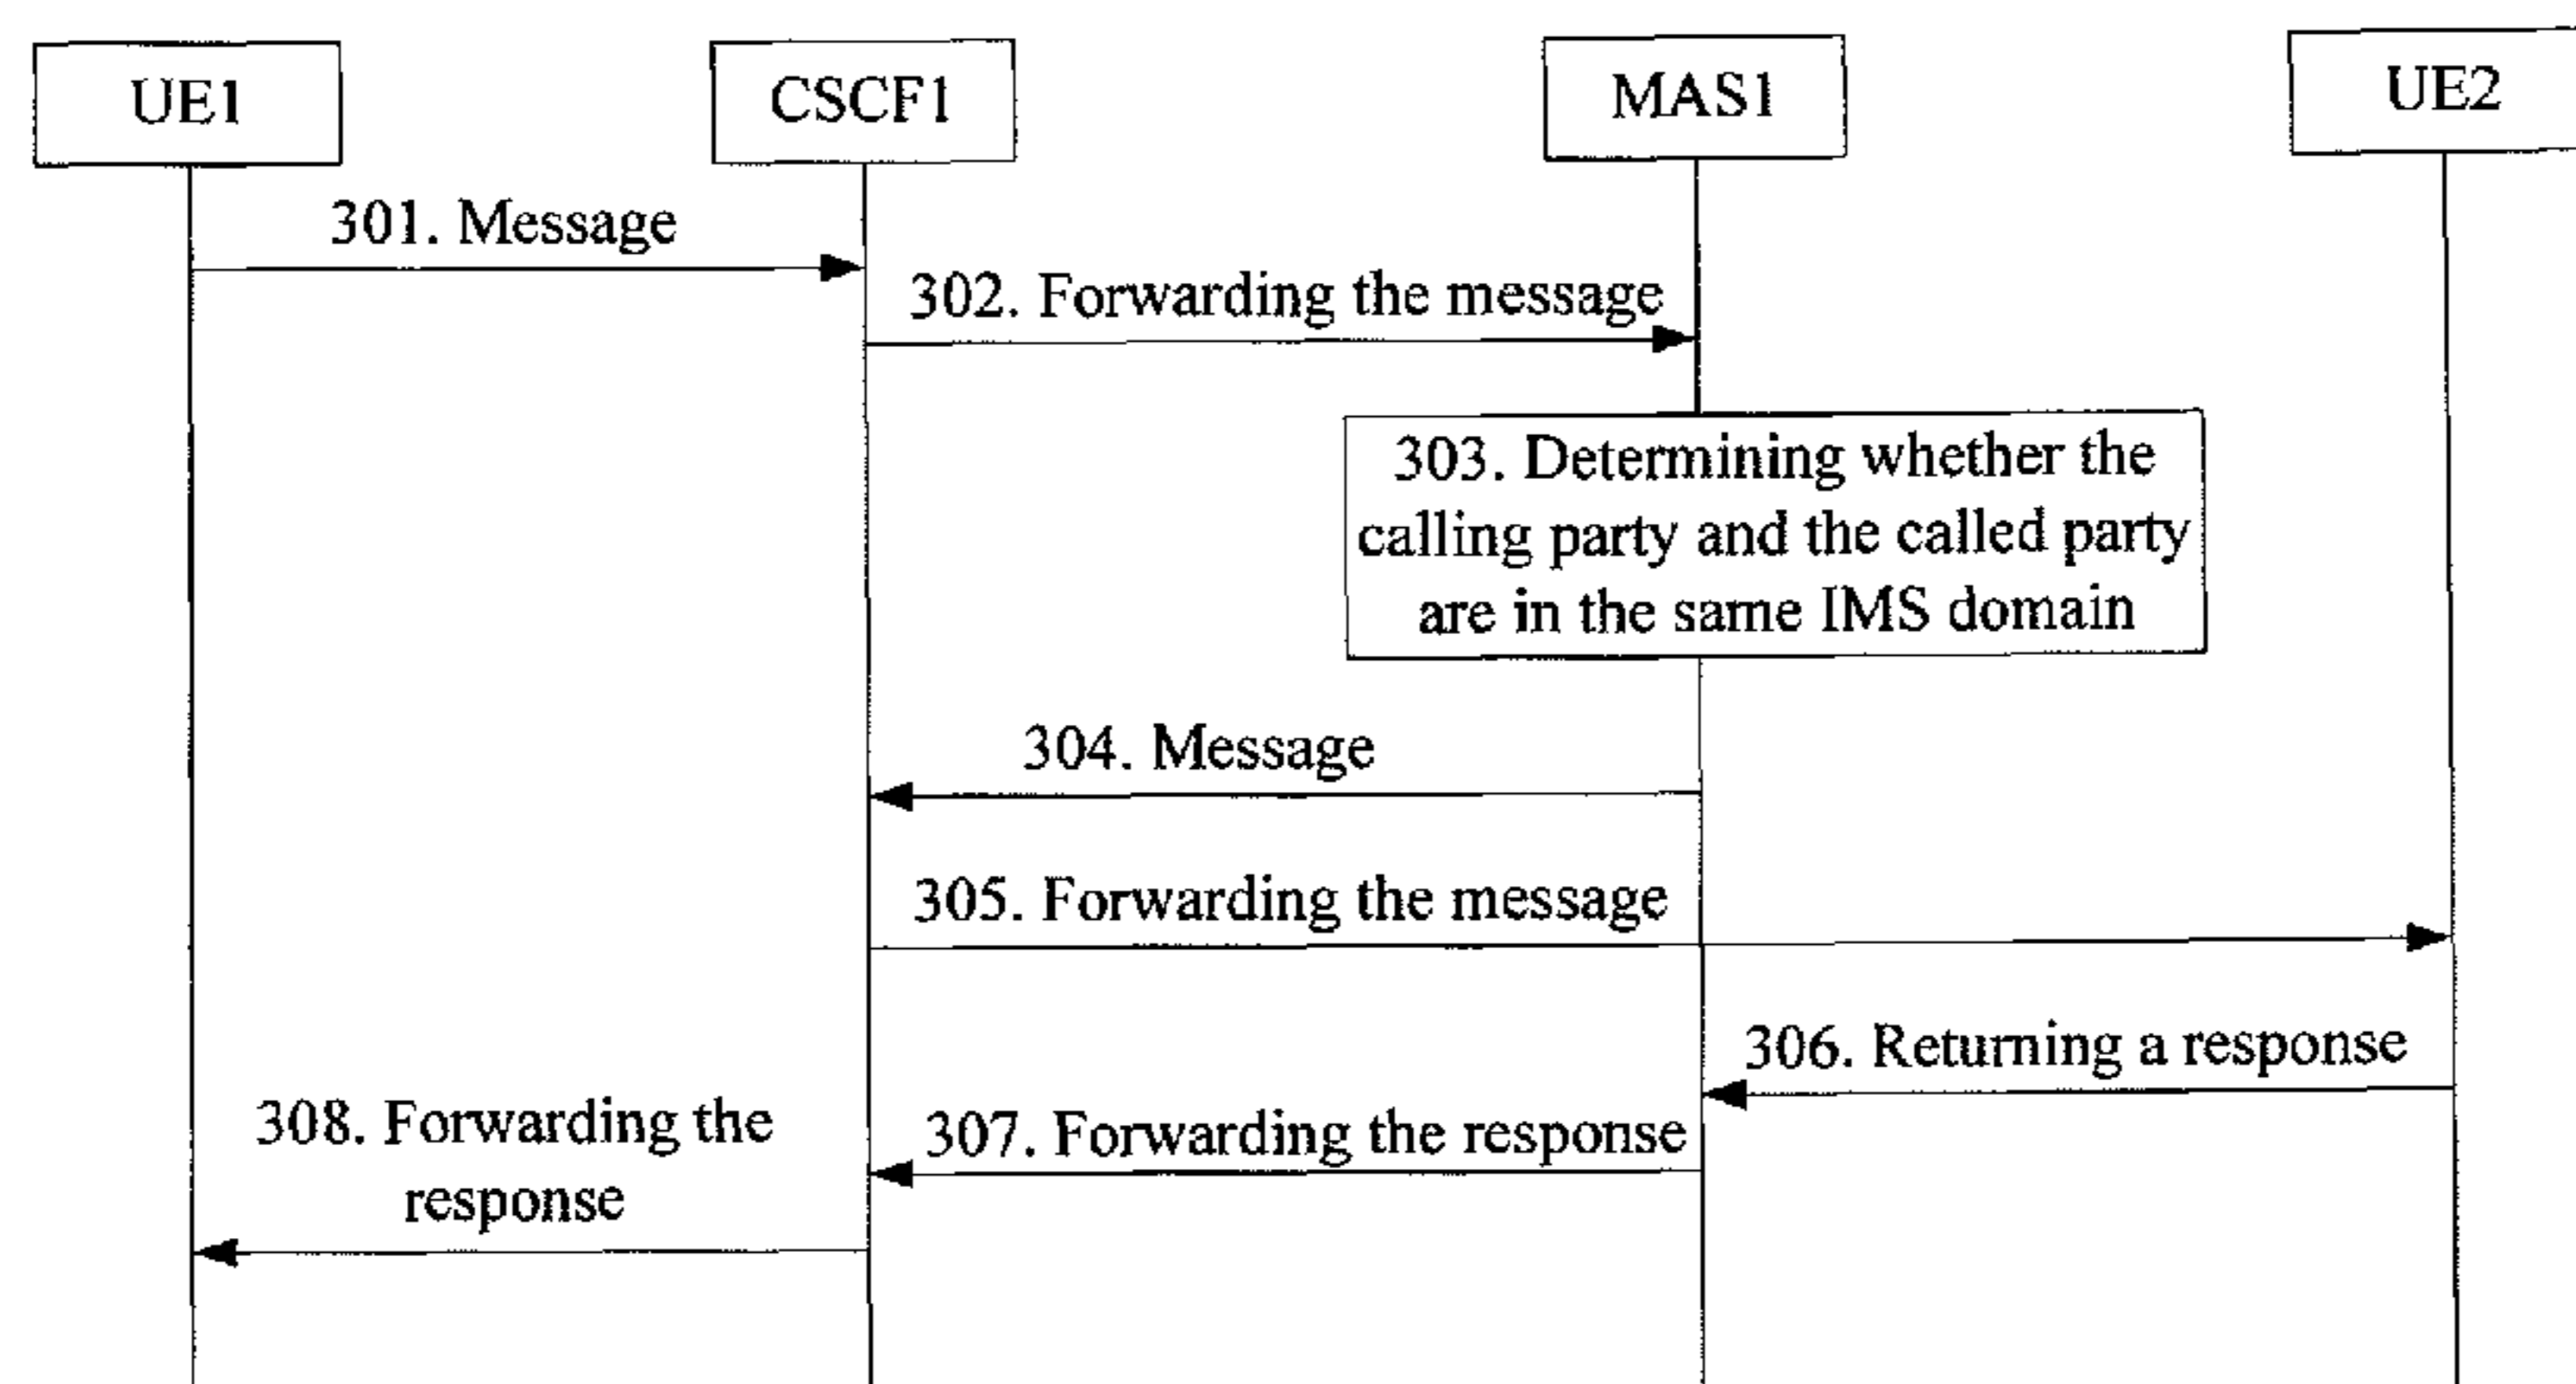 UE1
CSCF1
MAS1
UE2
301. Message
302. Forwarding the message
303. Determining whether the
calling party and the called party
are in the same IMS domain
304. Message
305. Forwarding the message
306. Returning a response
307. Forwarding the response
308. Forwarding the
response